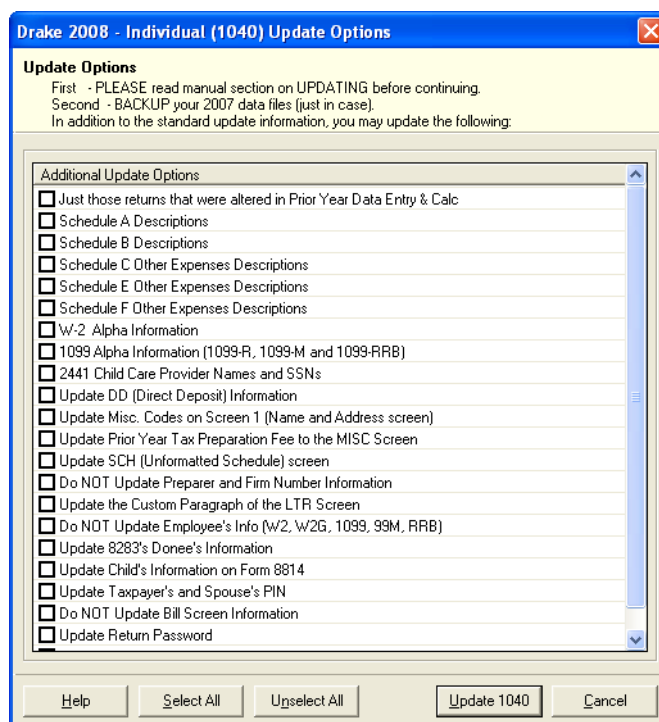 Drake 2008 - Individual (1040) Update Options
Update Options
First - PLEASE read manual section on UPDATING before continuing.
Second - BACKUP your 2007 data files (just in case).
In addition to the standard update information, you may update the following:
Additional Update Options
Just those returns that were altered in Prior Year Data Entry & Calc
Schedule A Descriptions
Schedule B Descriptions
Schedule C Other Expenses Descriptions
Schedule E Other Expenses Descriptions
Schedule F Other Expenses Descriptions
W-2 Alpha Information
1099 Alpha Information (1099-R, 1099-M and 1099-RRB)
2441 Child Care Provider Names and SSNs
Update DD (Direct Deposit) Information
Update Misc. Codes on Screen 1 (Name and Address screen)
Update Prior Year Tax Preparation Fee to the MISC Screen
Update SCH (Unformatted Schedule) screen
Do NOT Update Preparer and Firm Number Information
Update the Custom Paragraph of the LTR Screen
Do NOT Update Employee's Info (W2, W2G, 1099, 99M, RRB)
Update 8283's Donee's Information
Update Child's Information on Form 8814
Update Taxpayer's and Spouse's PIN
Do NOT Update Bill Screen Information
Update Return Password
Help Select All Unselect All Update 1040 Cancel